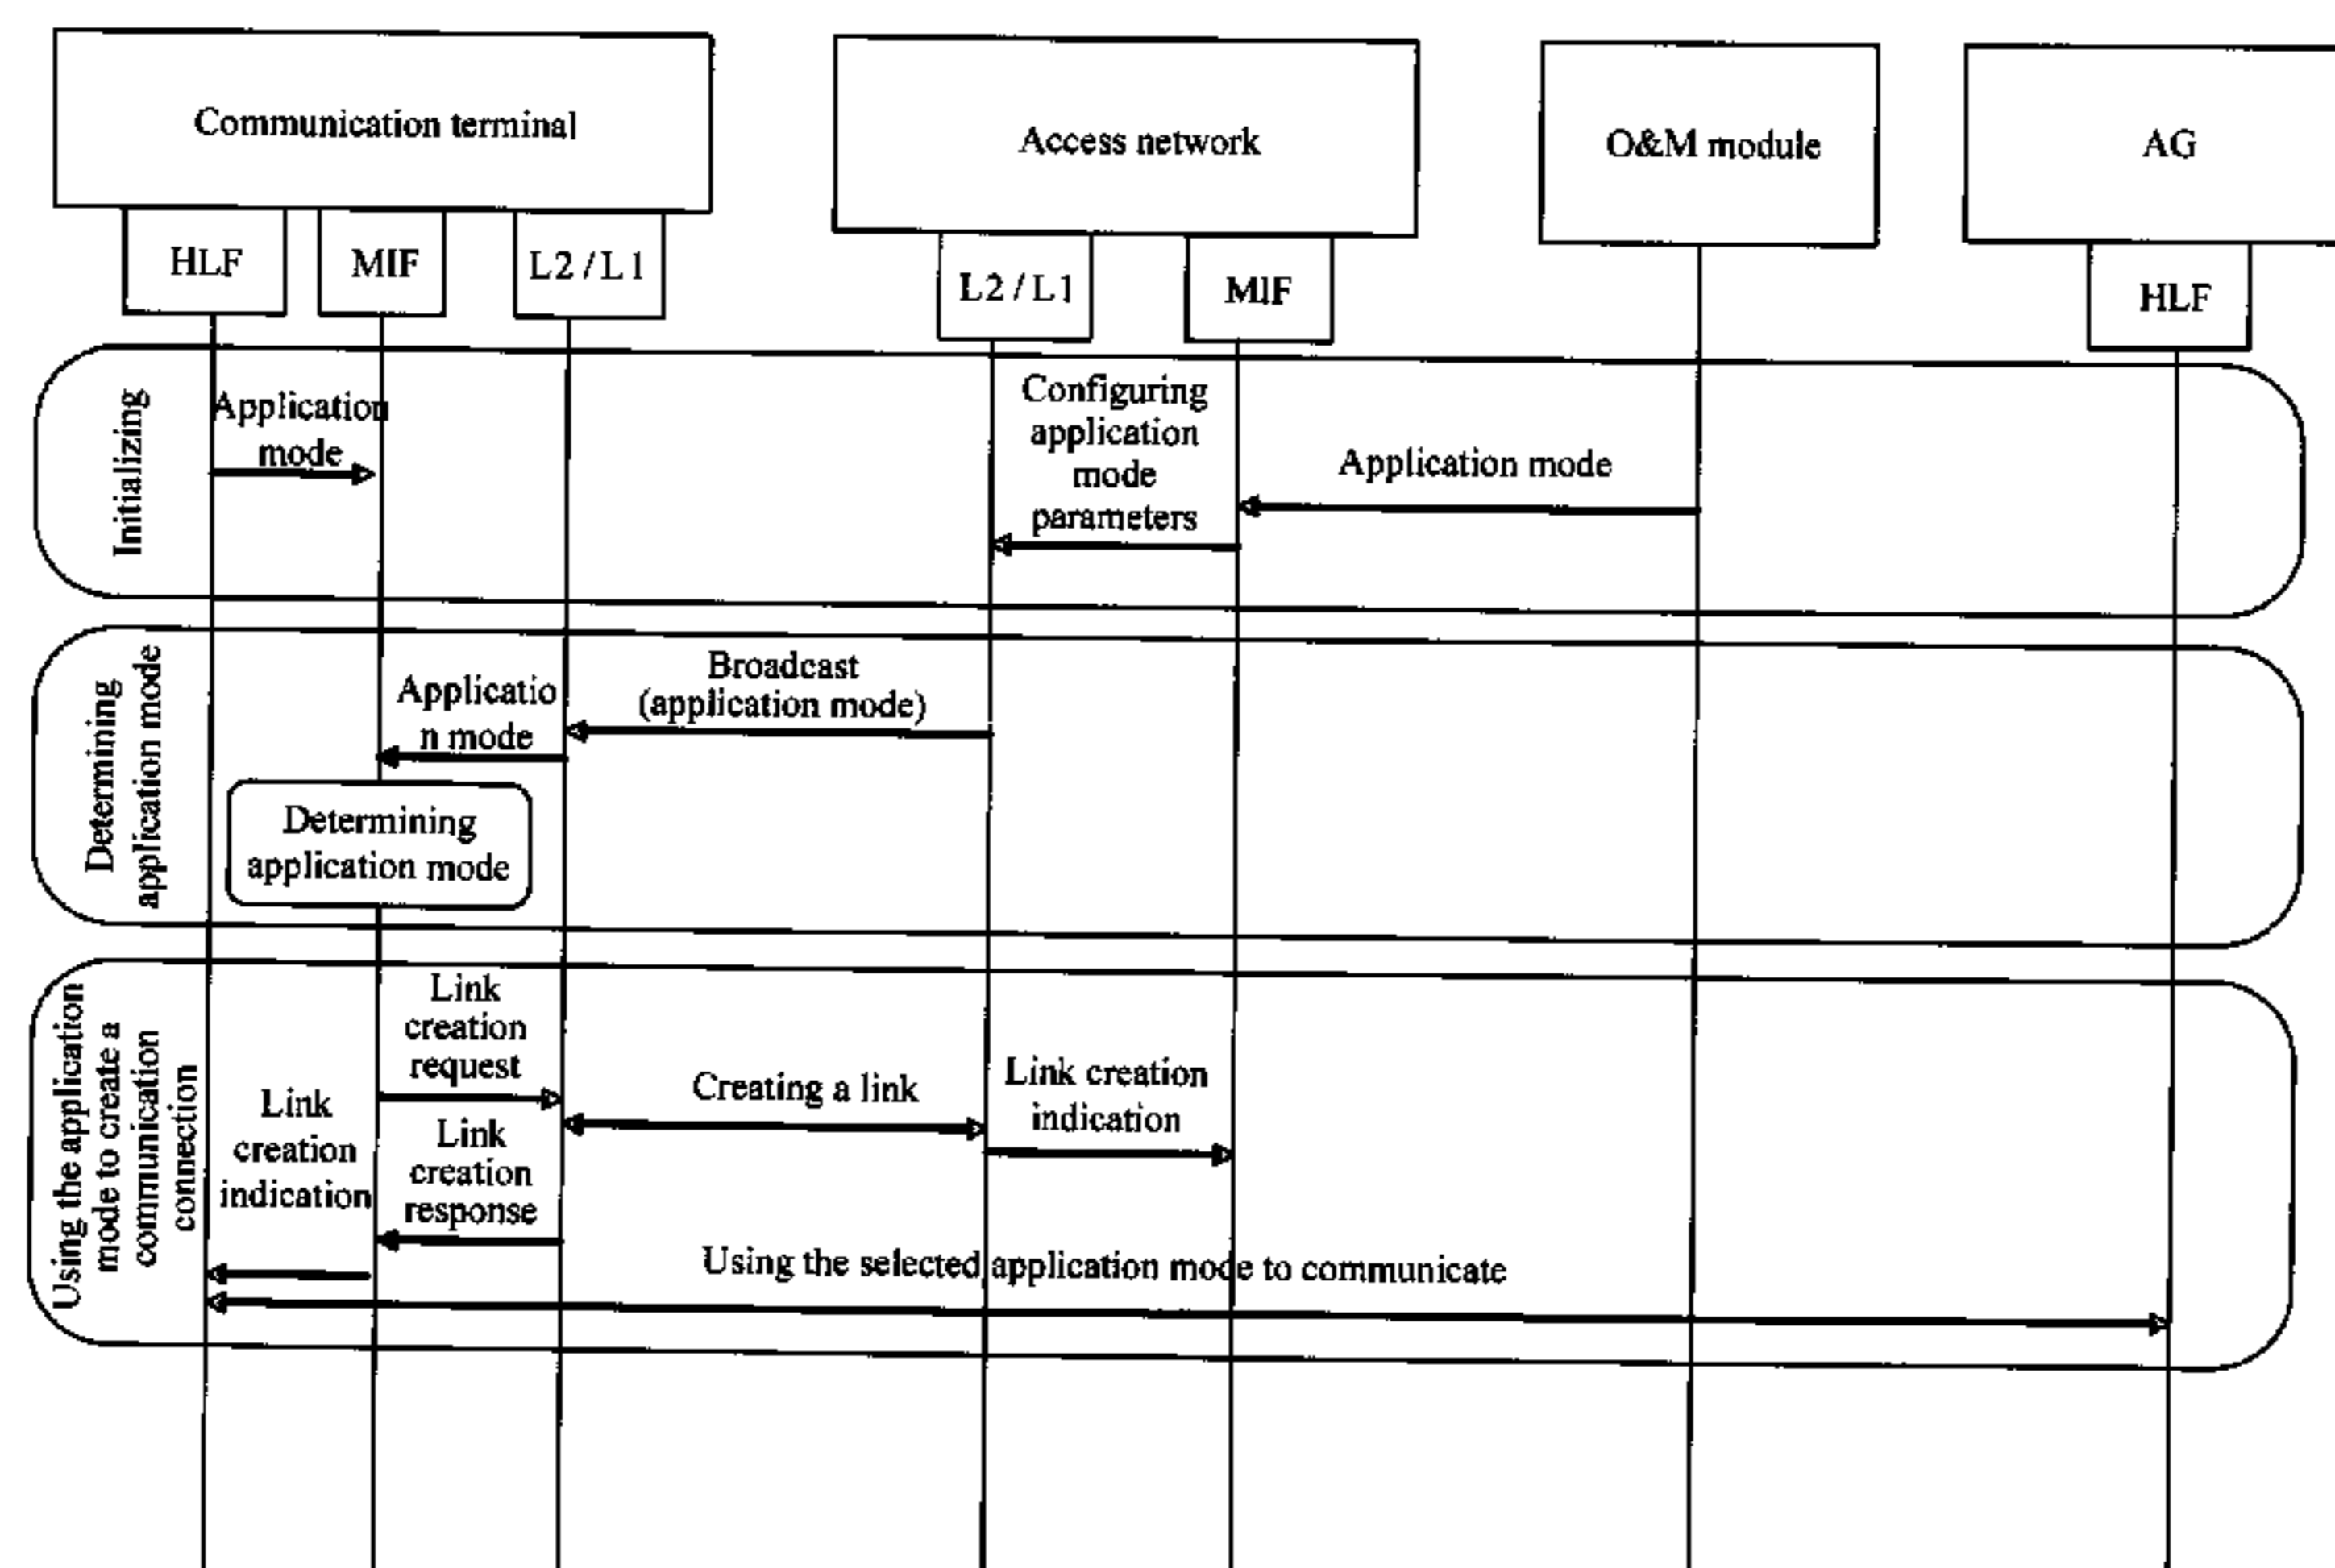 Communication terminal
Access network
O&M module
AG
HLF
MIF
L2 / L1
L2 / L1
MIF
HLF
Initializing
Application
mode
Configuring
application
mode
parameters
Application mode
Determining
application mode
Applicatio
n mode
Broadcast
(application mode)
Determining
application mode
Using the application
mode to create a
communication
connection
Link
creation
request
Creating a link
Link creation
indication
Link
creation
indication
Link
creation
response
Using the selected application mode to communicate